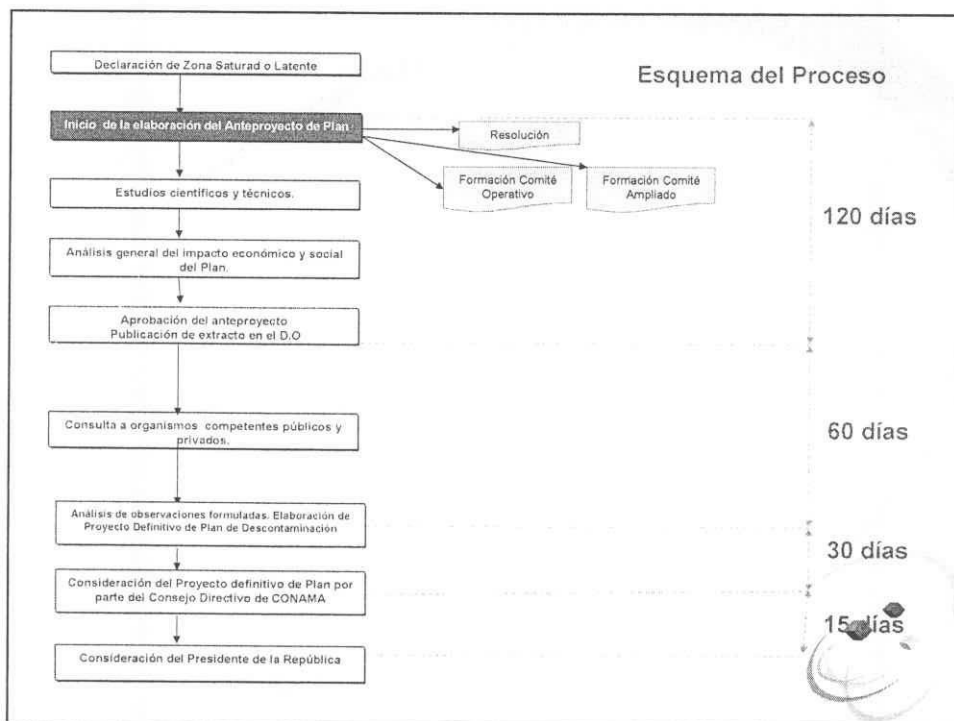 Declaración de Zona Saturad o Latente
Esquema del Proceso
Inicio de la elaboración del Anteproyecto de Plan
Resolución
Formación Comité
Operativo
Formación Comité
Ampliado
Estudios científicos y técnicos.
120 días
Análisis general del impacto económico y social
del Plan.
Aprobación del anteproyecto
Publicación de extracto en el D.O
Consulta a organismos competentes públicos y
privados.
60 días
Análisis de observaciones formuladas. Elaboración de
Proyecto Definitivo de Plan de Descontaminación
30 días
Consideración del Proyecto definitivo de Plan por
parte del Consejo Directivo de CONAMA
15 días
Consideración del Presidente de la República